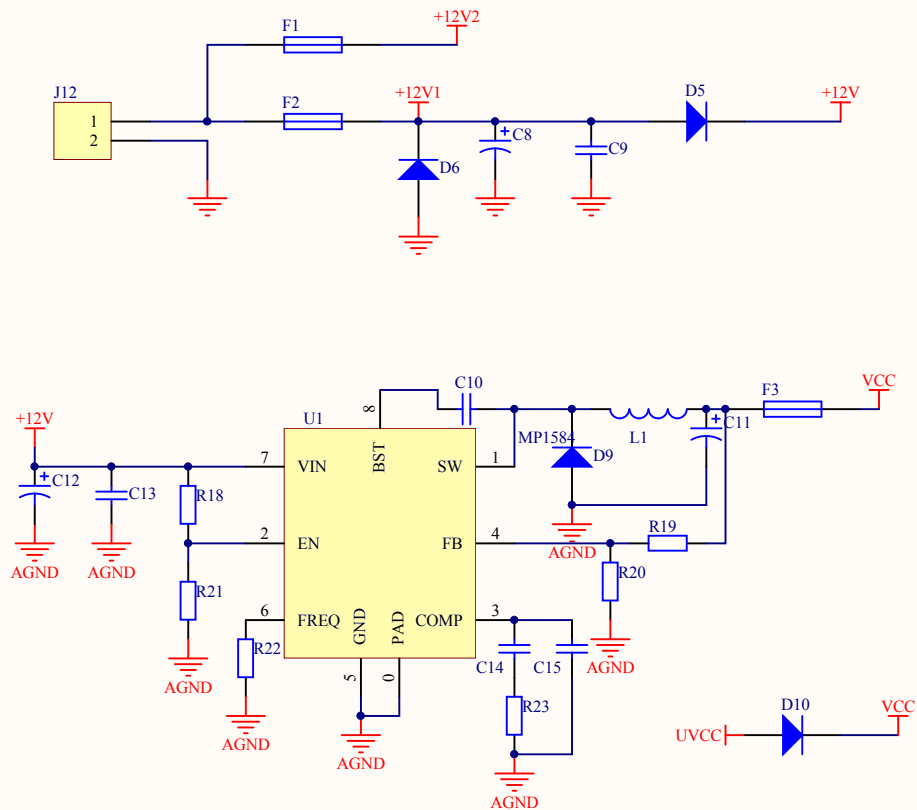 +12V2
F1
J12
1
2
F2
+12V1
D5
+12V
C8
C9
D6
+12V
U1
8
BST
C10
F3
VCC
7
VIN
SW
1
MP1584
D9
L1
C11
C12
C13
R18
AGND
AGND
2
EN
FB
4
AGND
R19
R21
R20
AGND
6
FREQ
GND
PAD
COMP
3
R22
AGND
5
0
C14
C15
AGND
R23
AGND
AGND
D10
UVCC
VCC